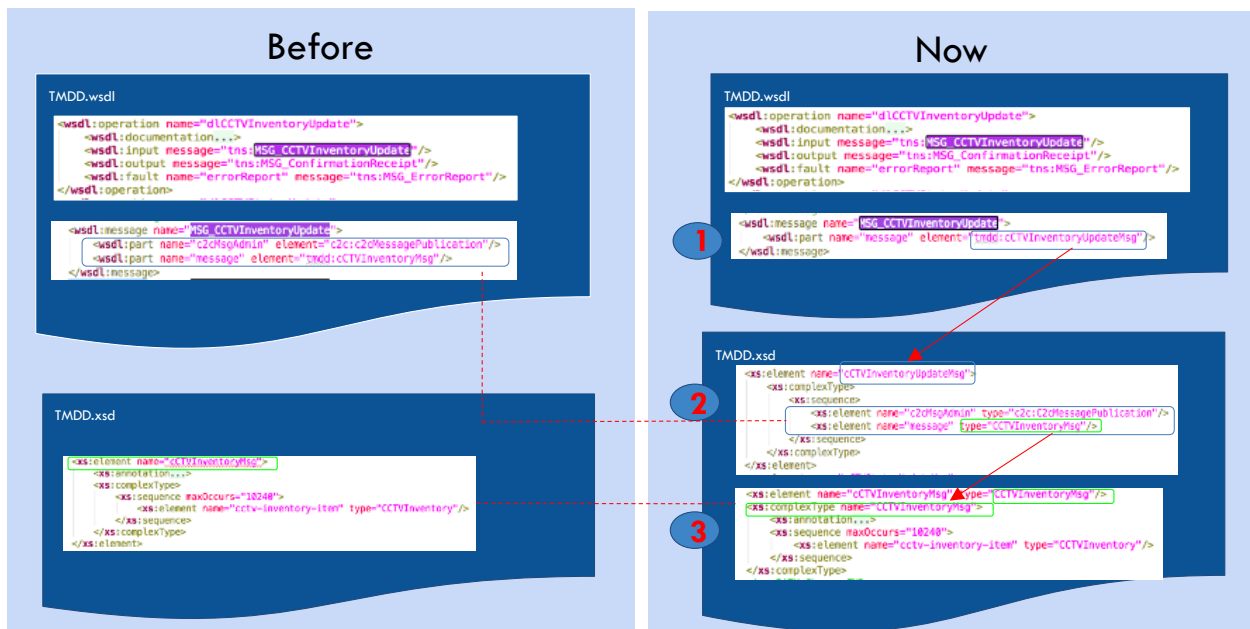 Before
TMDD.wsdl
<wsdl:operation name="dlCCTVInventoryUpdate">
<wsdl:documentation...>
<wsdl:input message="tns:MSG_CCTVInventoryUpdate"/>
<wsdl:output message="tns:MSG_ConfirmationReceipt"/>
<wsdl:fault name="errorReport" message="tns:MSG_ErrorReport"/>
</wsdl:operation>
<wsdl:message name="MSG_CCTVInventoryUpdate">
<wsdl:part name="c2cMsgAdmin" element="c2c:c2cMessagePublication"/>
<wsdl:part name="message" element="tmdd:cCTVInventoryMsg"/>
</wsdl:message>
TMDD.xsd
<xs:element name="cCTVInventoryMsg">
<xs:annotation...>
<xs:complexType>
<xs:sequence maxOccurs="10240">
<xs:element name="cctv-inventory-item" type="CCTVInventory"/>
</xs:sequence>
</xs:complexType>
</xs:element>
Now
TMDD.wsdl
<wsdl:operation name="dlCCTVInventoryUpdate">
<wsdl:documentation...>
<wsdl:input message="tns:MSG_CCTVInventoryUpdate"/>
<wsdl:output message="tns:MSG_ConfirmationReceipt"/>
<wsdl:fault name="errorReport" message="tns:MSG_ErrorReport"/>
</wsdl:operation>
1
<wsdl:message name="MSG_CCTVInventoryUpdate">
<wsdl:part name="message" element="tmdd:cCTVInventoryUpdateMsg"/>
</wsdl:message>
TMDD.xsd
2
<xs:element name="cCTVInventoryUpdateMsg">
<xs:complexType>
<xs:sequence>
<xs:element name="c2cMsgAdmin" type="c2c:C2cMessagePublication"/>
<xs:element name="message" type="CCTVInventoryMsg"/>
</xs:sequence>
</xs:complexType>
</xs:element>
3
<xs:element name="cCTVInventoryMsg" type="CCTVInventoryMsg"/>
<xs:complexType name="CCTVInventoryMsg">
<xs:annotation...>
<xs:sequence maxOccurs="10240">
<xs:element name="cctv-inventory-item" type="CCTVInventory"/>
</xs:sequence>
</xs:complexType>